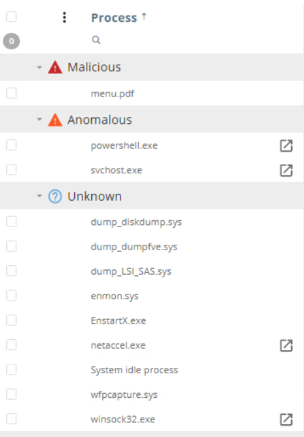 Process ↑
0
Malicious
menu.pdf
Anomalous
powershell.exe
svchost.exe
Unknown
dump_diskdump.sys
dump_dumpfve.sys
dump_LSI_SAS.sys
enmon.sys
EnstartX.exe
netaccel.exe
System idle process
wfpcapture.sys
winsock32.exe